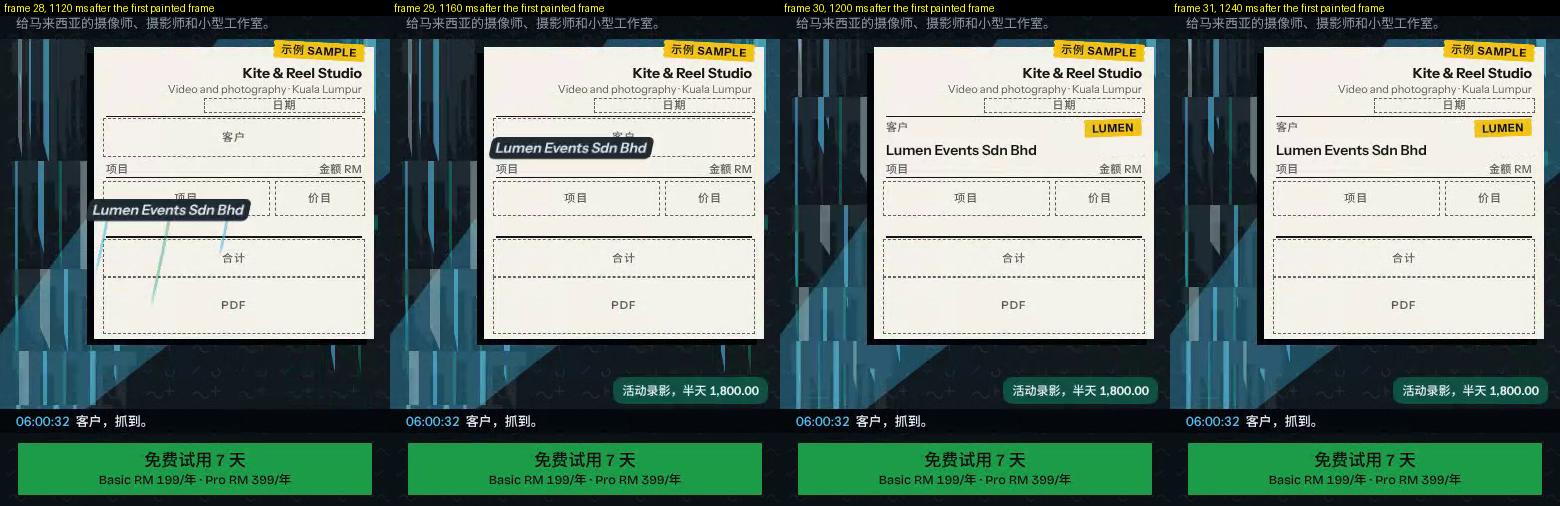 frame 28, 1120 ms after the first painted frame
给马来西亚的摄像师、摄影师和小型工作室。
示例 SAMPLE
Kite & Reel Studio
Video and photography · Kuala Lumpur
日期
客户
项目 金额 RM
项目 价目
Lumen Events Sdn Bhd
合计
PDF
06:00:32 客户，抓到。
免费试用 7 天
Basic RM 199/年 · Pro RM 399/年
frame 29, 1160 ms after the first painted frame
给马来西亚的摄像师、摄影师和小型工作室。
示例 SAMPLE
Kite & Reel Studio
Video and photography · Kuala Lumpur
日期
客户
Lumen Events Sdn Bhd
项目 金额 RM
项目 价目
合计
PDF
活动录影，半天 1,800.00
06:00:32 客户，抓到。
免费试用 7 天
Basic RM 199/年 · Pro RM 399/年
frame 30, 1200 ms after the first painted frame
给马来西亚的摄像师、摄影师和小型工作室。
示例 SAMPLE
Kite & Reel Studio
Video and photography · Kuala Lumpur
日期
客户 LUMEN
Lumen Events Sdn Bhd
项目 金额 RM
项目 价目
合计
PDF
活动录影，半天 1,800.00
06:00:32 客户，抓到。
免费试用 7 天
Basic RM 199/年 · Pro RM 399/年
frame 31, 1240 ms after the first painted frame
给马来西亚的摄像师、摄影师和小型工作室。
示例 SAMPLE
Kite & Reel Studio
Video and photography · Kuala Lumpur
日期
客户 LUMEN
Lumen Events Sdn Bhd
项目 金额 RM
项目 价目
合计
PDF
活动录影，半天 1,800.00
06:00:32 客户，抓到。
免费试用 7 天
Basic RM 199/年 · Pro RM 399/年